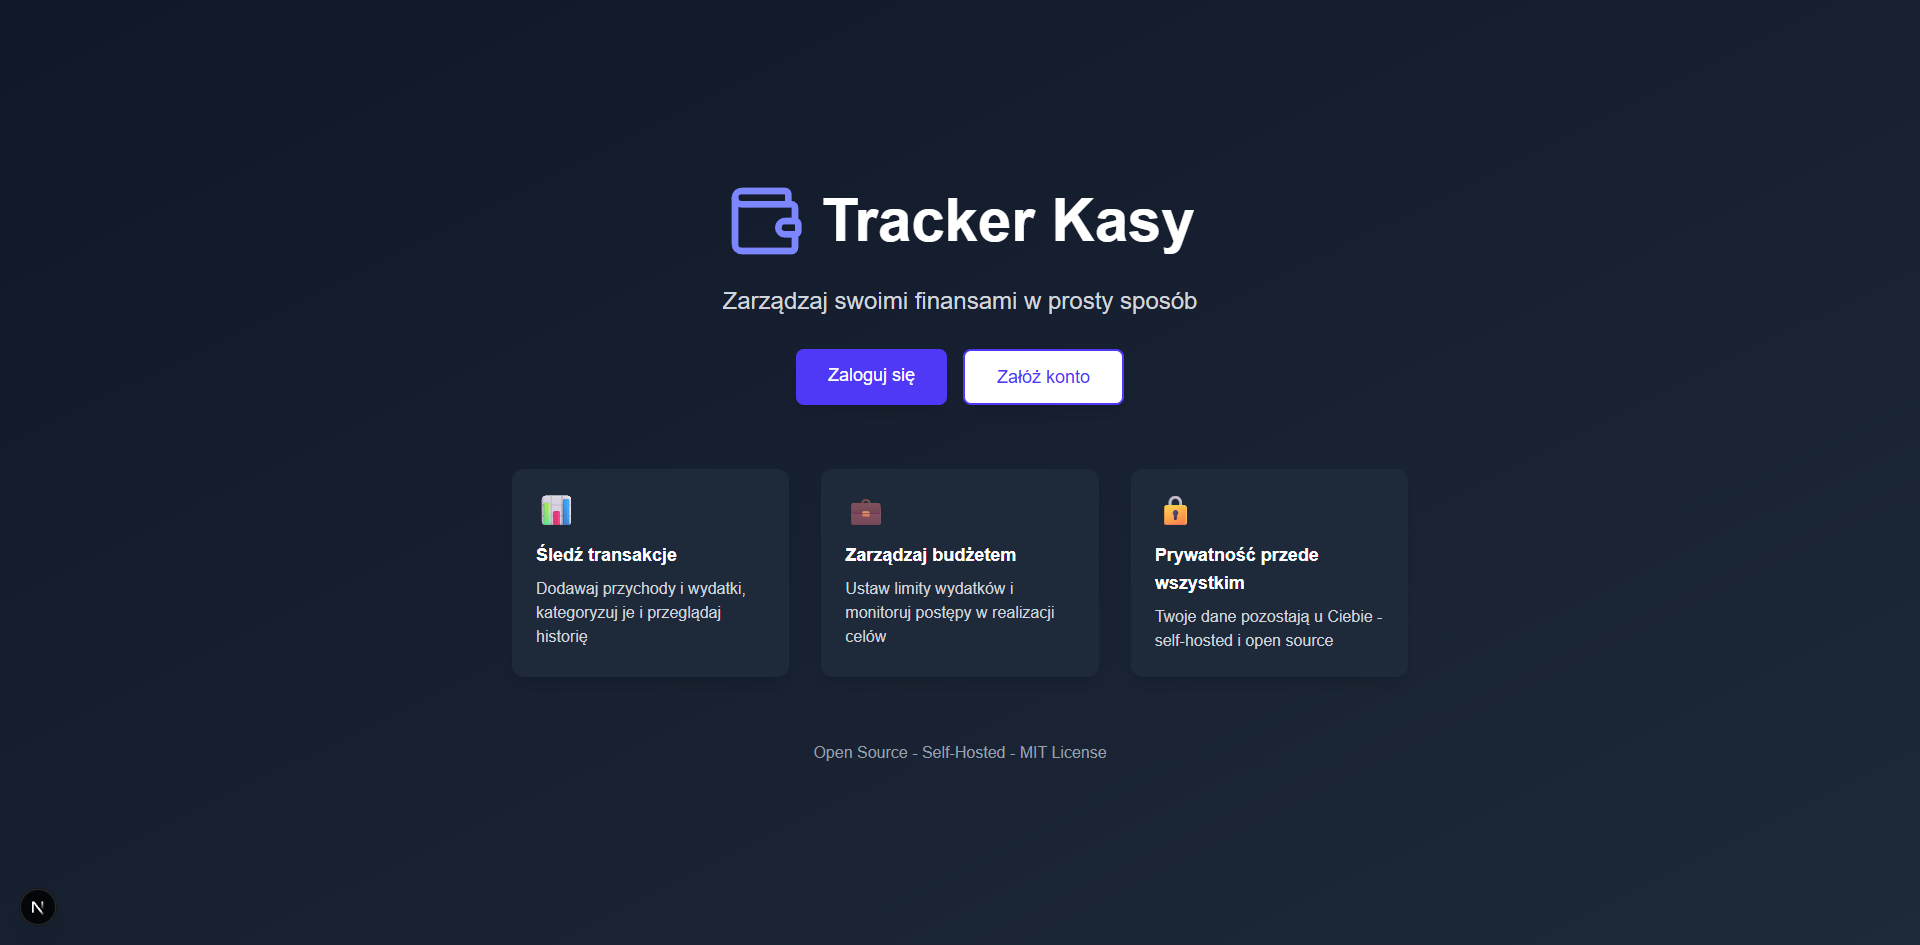 Tracker Kasy
Zarządzaj swoimi finansami w prosty sposób
Zaloguj się
Załóż konto
Śledź transakcje
Dodawaj przychody i wydatki,
kategoryzuj je i przeglądaj
historię
Zarządzaj budżetem
Ustaw limity wydatków i
monitoruj postępy w realizacji
celów
Prywatność przede
wszystkim
Twoje dane pozostają u Ciebie -
self-hosted i open source
Open Source - Self-Hosted - MIT License
N